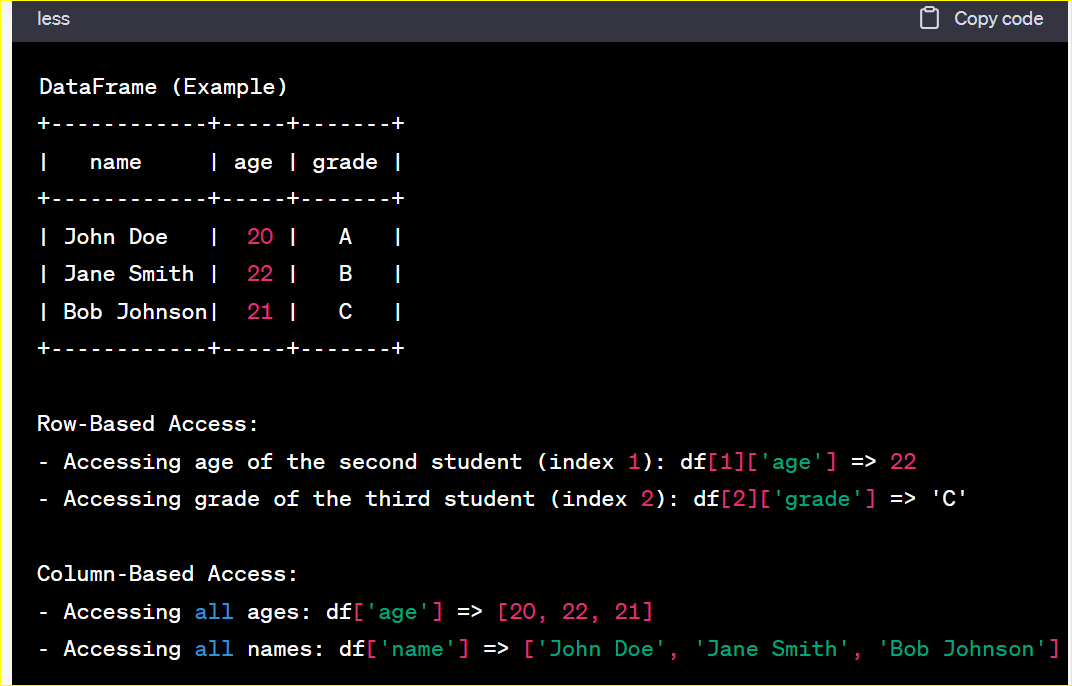 less
Copy code
DataFrame (Example)
+------------+-----+-------+
|   name     | age | grade |
+------------+-----+-------+
| John Doe   |  20 |   A   |
| Jane Smith |  22 |   B   |
| Bob Johnson|  21 |   C   |
+------------+-----+-------+
Row-Based Access:
- Accessing age of the second student (index 1): df[1]['age'] => 22
- Accessing grade of the third student (index 2): df[2]['grade'] => 'C'
Column-Based Access:
- Accessing all ages: df['age'] => [20, 22, 21]
- Accessing all names: df['name'] => ['John Doe', 'Jane Smith', 'Bob Johnson']